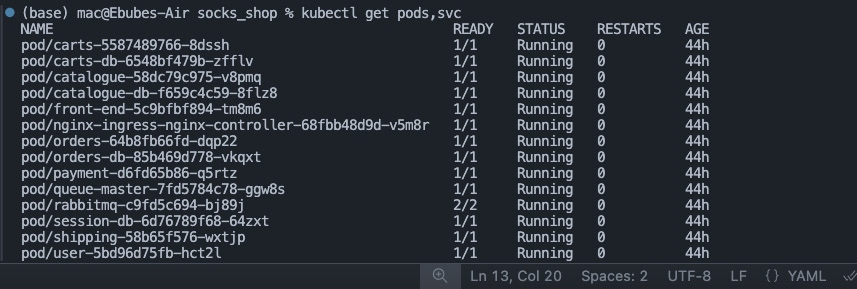 (base) mac@Ebubes-Air socks_shop % kubectl get pods,svc
NAME READY STATUS RESTARTS AGE
pod/carts-5587489766-8dssh 1/1 Running 0 44h
pod/carts-db-6548bf479b-zfflv 1/1 Running 0 44h
pod/catalogue-58dc79c975-v8pmq 1/1 Running 0 44h
pod/catalogue-db-f659c4c59-8flz8 1/1 Running 0 44h
pod/front-end-5c9bfbf894-tm8m6 1/1 Running 0 44h
pod/nginx-ingress-nginx-controller-68fbb48d9d-v5m8r 1/1 Running 0 44h
pod/orders-64b8fb66fd-dqp22 1/1 Running 0 44h
pod/orders-db-85b469d778-vkqxt 1/1 Running 0 44h
pod/payment-d6fd65b86-q5rtz 1/1 Running 0 44h
pod/queue-master-7fd5784c78-ggw8s 1/1 Running 0 44h
pod/rabbitmq-c9fd5c694-bj89j 2/2 Running 0 44h
pod/session-db-6d76789f68-64zxt 1/1 Running 0 44h
pod/shipping-58b65f576-wxtjp 1/1 Running 0 44h
pod/user-5bd96d75fb-hct2l 1/1 Running 0 44h
Ln 13, Col 20 Spaces: 2 UTF-8 LF {} YAML